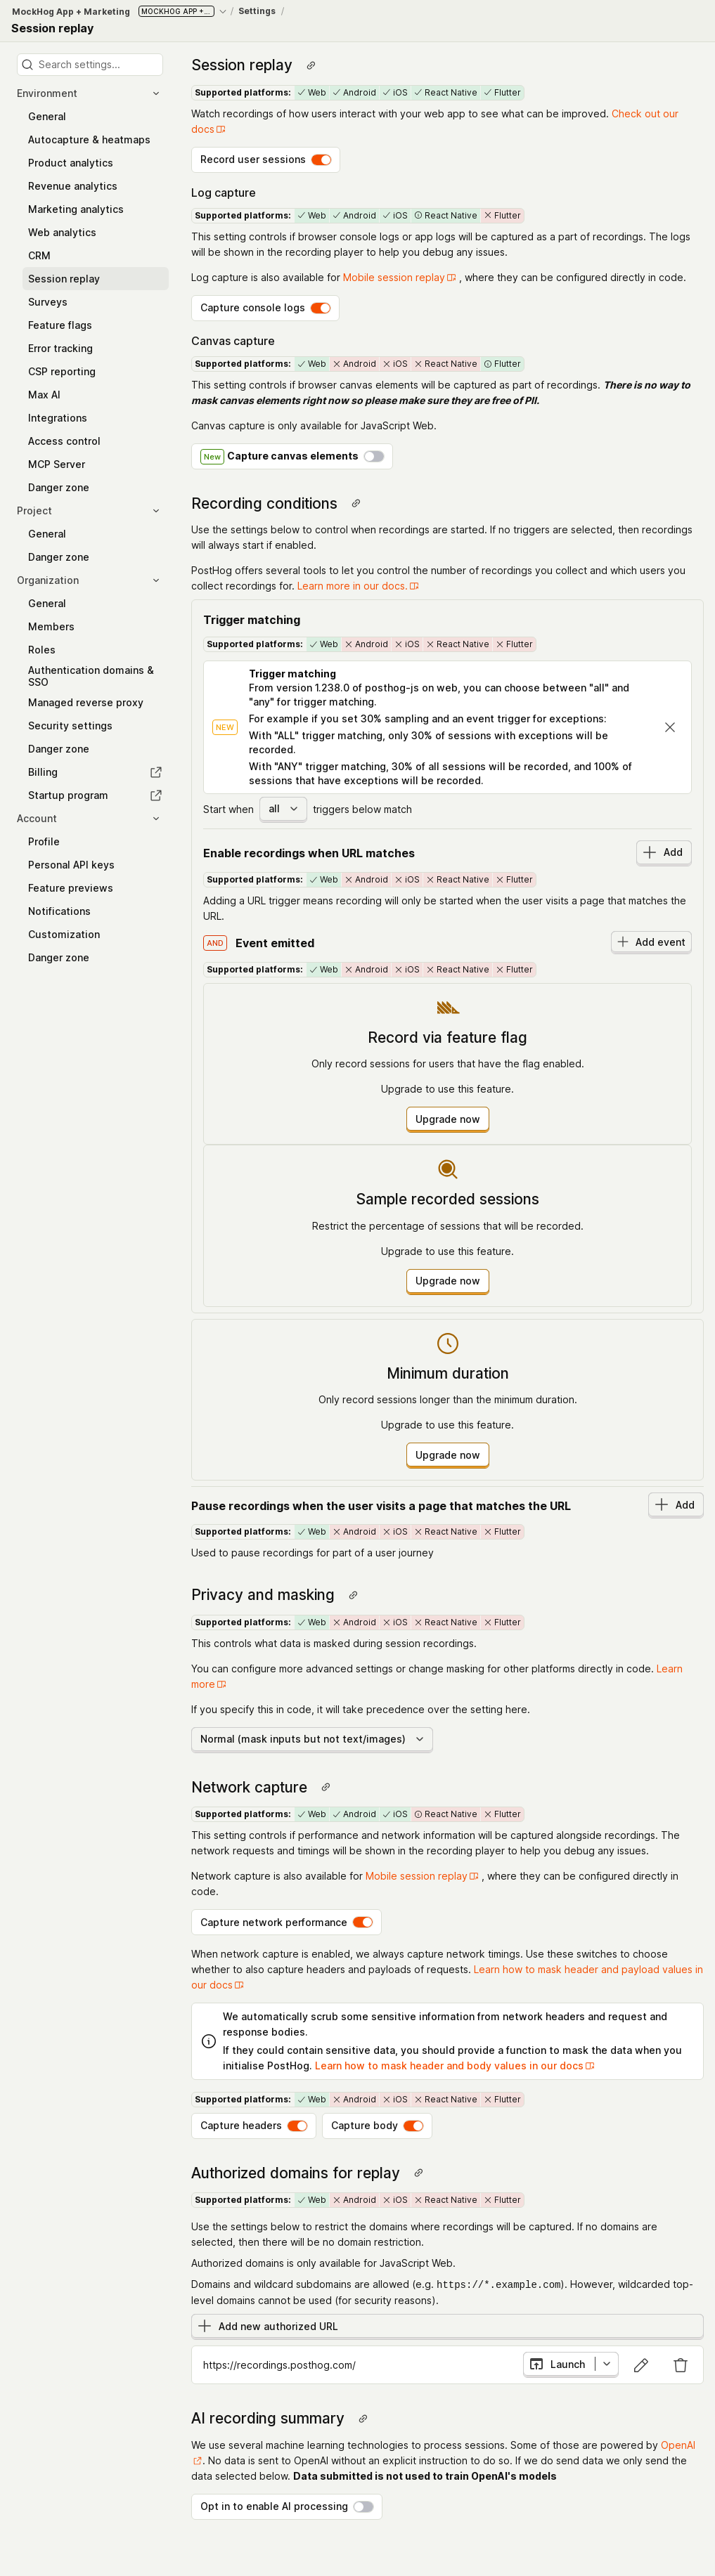 MockHog App + Marketing MOCKHOG APP +... / Settings /
Session replay
Search settings...
Environment
General
Autocapture & heatmaps
Product analytics
Revenue analytics
Marketing analytics
Web analytics
CRM
Session replay
Surveys
Feature flags
Error tracking
CSP reporting
Max AI
Integrations
Access control
MCP Server
Danger zone
Project
General
Danger zone
Organization
General
Members
Roles
Authentication domains &
SSO
Managed reverse proxy
Security settings
Danger zone
Billing
Startup program
Account
Profile
Personal API keys
Feature previews
Notifications
Customization
Danger zone
Session replay
Supported platforms: Web Android iOS React Native Flutter
Watch recordings of how users interact with your web app to see what can be improved. Check out our
docs
Record user sessions
Log capture
Supported platforms: Web Android iOS React Native Flutter
This setting controls if browser console logs or app logs will be captured as a part of recordings. The logs
will be shown in the recording player to help you debug any issues.
Log capture is also available for Mobile session replay , where they can be configured directly in code.
Capture console logs
Canvas capture
Supported platforms: Web Android iOS React Native Flutter
This setting controls if browser canvas elements will be captured as part of recordings. There is no way to
mask canvas elements right now so please make sure they are free of PII.
Canvas capture is only available for JavaScript Web.
New Capture canvas elements
Recording conditions
Use the settings below to control when recordings are started. If no triggers are selected, then recordings
will always start if enabled.
PostHog offers several tools to let you control the number of recordings you collect and which users you
collect recordings for. Learn more in our docs.
Trigger matching
Supported platforms: Web Android iOS React Native Flutter
Trigger matching
From version 1.238.0 of posthog-js on web, you can choose between "all" and
"any" for trigger matching.
NEW
For example if you set 30% sampling and an event trigger for exceptions:
With "ALL" trigger matching, only 30% of sessions with exceptions will be
recorded.
With "ANY" trigger matching, 30% of all sessions will be recorded, and 100% of
sessions that have exceptions will be recorded.
Start when all triggers below match
Enable recordings when URL matches
Add
Supported platforms: Web Android iOS React Native Flutter
Adding a URL trigger means recording will only be started when the user visits a page that matches the
URL.
AND Event emitted
Add event
Supported platforms: Web Android iOS React Native Flutter
Record via feature flag
Only record sessions for users that have the flag enabled.
Upgrade to use this feature.
Upgrade now
Sample recorded sessions
Restrict the percentage of sessions that will be recorded.
Upgrade to use this feature.
Upgrade now
Minimum duration
Only record sessions longer than the minimum duration.
Upgrade to use this feature.
Upgrade now
Pause recordings when the user visits a page that matches the URL
Add
Supported platforms: Web Android iOS React Native Flutter
Used to pause recordings for part of a user journey
Privacy and masking
Supported platforms: Web Android iOS React Native Flutter
This controls what data is masked during session recordings.
You can configure more advanced settings or change masking for other platforms directly in code. Learn
more
If you specify this in code, it will take precedence over the setting here.
Normal (mask inputs but not text/images)
Network capture
Supported platforms: Web Android iOS React Native Flutter
This setting controls if performance and network information will be captured alongside recordings. The
network requests and timings will be shown in the recording player to help you debug any issues.
Network capture is also available for Mobile session replay , where they can be configured directly in
code.
Capture network performance
When network capture is enabled, we always capture network timings. Use these switches to choose
whether to also capture headers and payloads of requests. Learn how to mask header and payload values in
our docs
We automatically scrub some sensitive information from network headers and request and
response bodies.
If they could contain sensitive data, you should provide a function to mask the data when you
initialise PostHog. Learn how to mask header and body values in our docs
Supported platforms: Web Android iOS React Native Flutter
Capture headers Capture body
Authorized domains for replay
Supported platforms: Web Android iOS React Native Flutter
Use the settings below to restrict the domains where recordings will be captured. If no domains are
selected, then there will be no domain restriction.
Authorized domains is only available for JavaScript Web.
Domains and wildcard subdomains are allowed (e.g. https://*.example.com). However, wildcarded top-
level domains cannot be used (for security reasons).
Add new authorized URL
https://recordings.posthog.com/ Launch
AI recording summary
We use several machine learning technologies to process sessions. Some of those are powered by OpenAI
. No data is sent to OpenAI without an explicit instruction to do so. If we do send data we only send the
data selected below. Data submitted is not used to train OpenAI's models
Opt in to enable AI processing